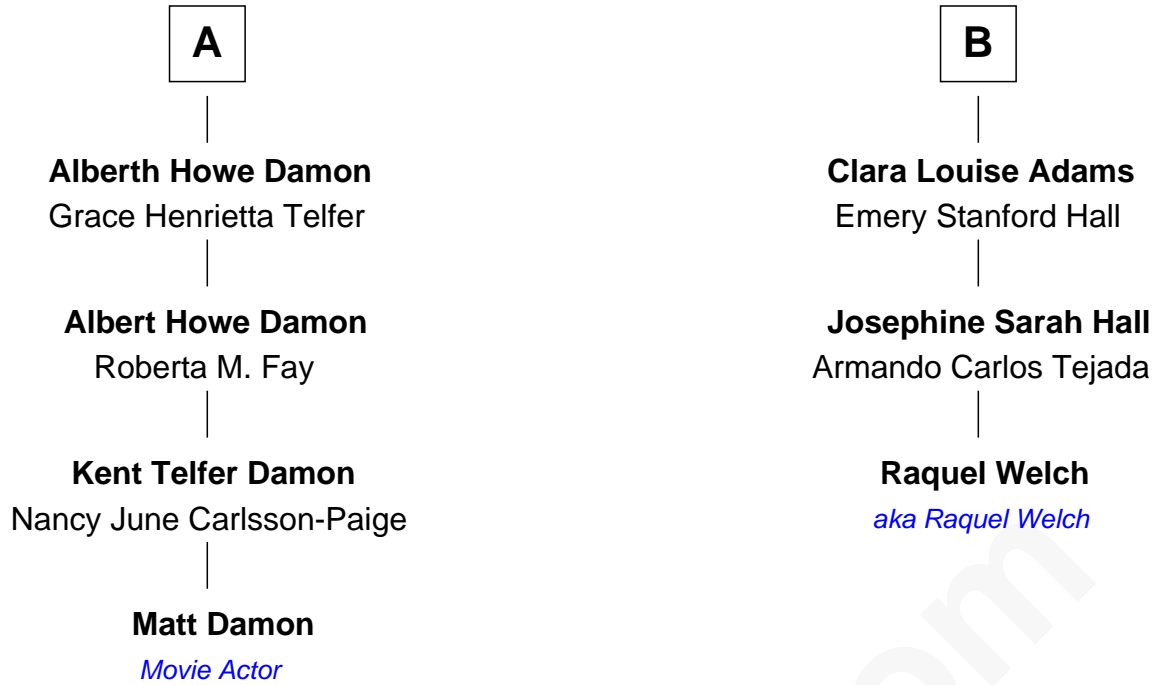 A
Alberth Howe Damon
Grace Henrietta Telfer
Albert Howe Damon
Roberta M. Fay
Kent Telfer Damon
Nancy June Carlsson-Paige
Matt Damon
Movie Actor
B
Clara Louise Adams
Emery Stanford Hall
Josephine Sarah Hall
Armando Carlos Tejada
Raquel Welch
aka Raquel Welch
om